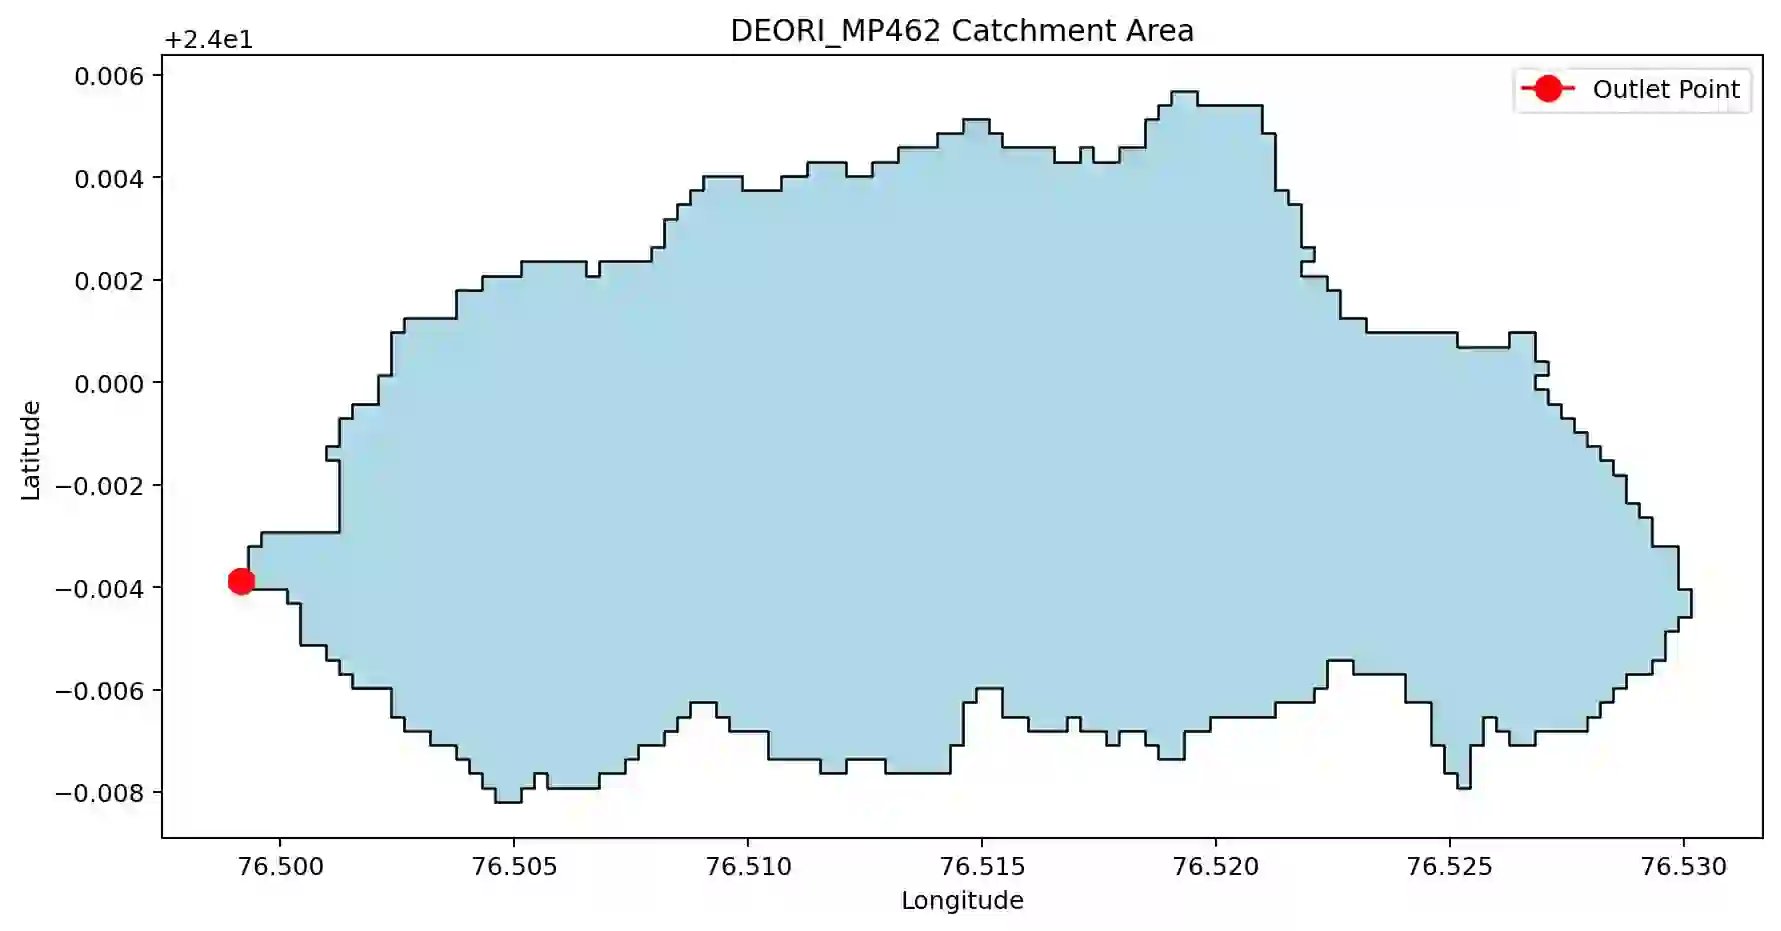 DEORI_MP462 Catchment Area
+2.4e1
Outlet Point
0.006
0.004
0.002
0.000
−0.002
−0.004
−0.006
−0.008
Latitude
76.500 76.505 76.510 76.515 76.520 76.525 76.530
Longitude